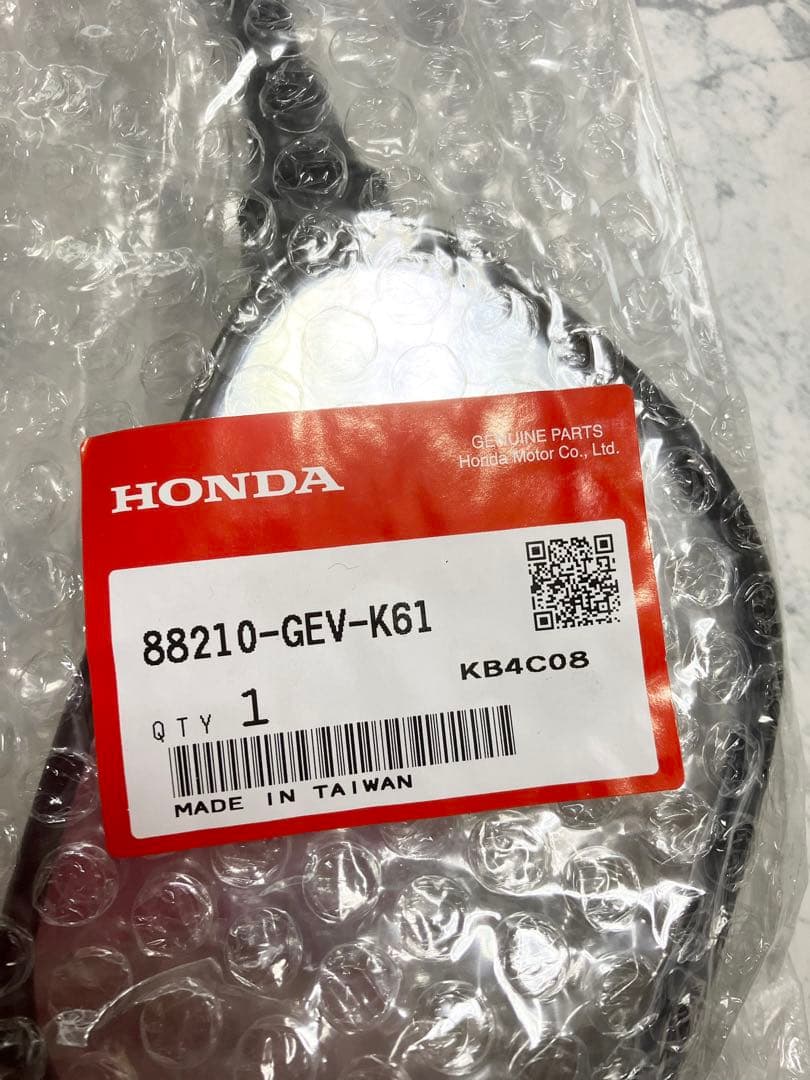 HONDA
GENUINE PARTS
Honda Motor Co., Ltd.
88210-GEV-K61
KB4C08
QTY 1
MADE IN TAIWAN